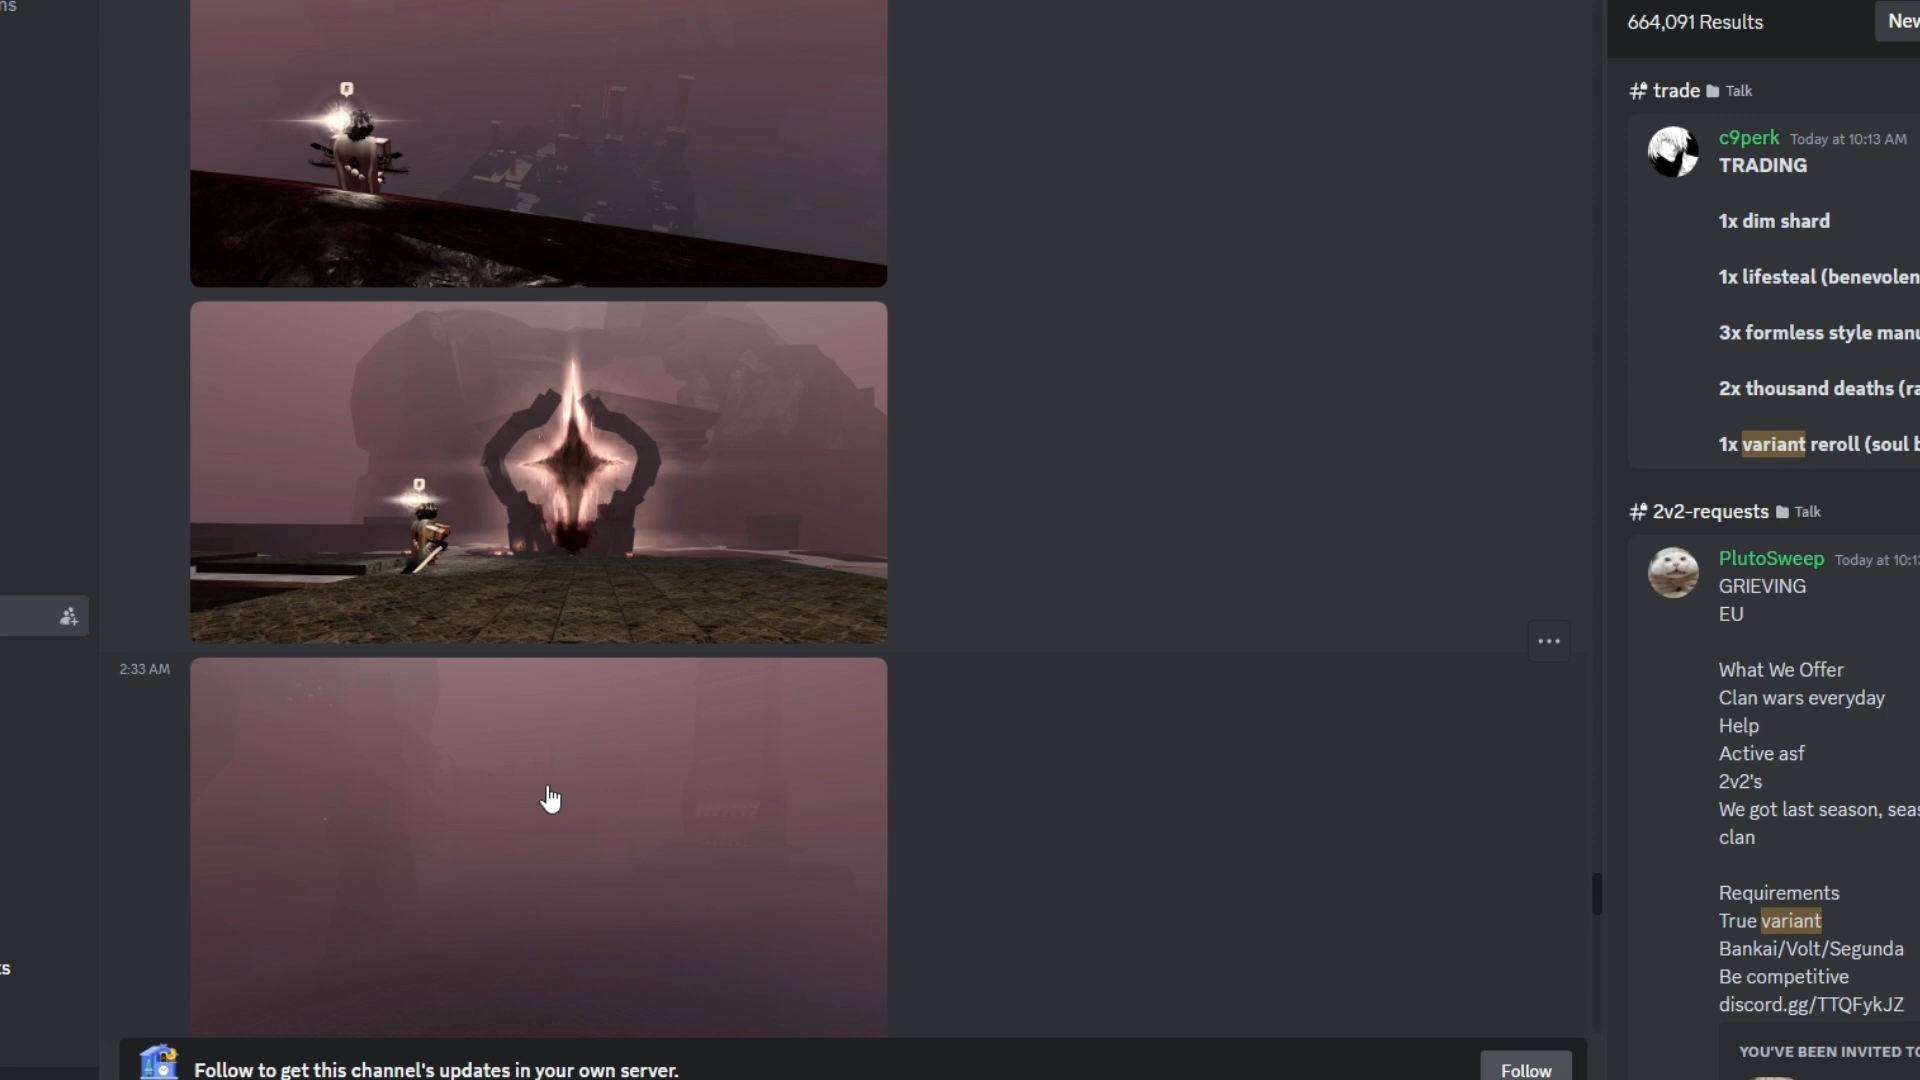 ns
664,091 Results
New
# trade Talk
c9perk Today at 10:13 AM
TRADING
1x dim shard
1x lifesteal (benevolen
3x formless style manu
2x thousand deaths (ra
1x variant reroll (soul b
# 2v2-requests Talk
PlutoSweep Today at 10:13
GRIEVING
EU
What We Offer
Clan wars everyday
Help
Active asf
2v2's
We got last season, seas
clan
Requirements
True variant
Bankai/Volt/Segunda
Be competitive
discord.gg/TTQFykJZ
YOU'VE BEEN INVITED TO
2:33 AM
ts
Follow to get this channel's updates in your own server.
Follow